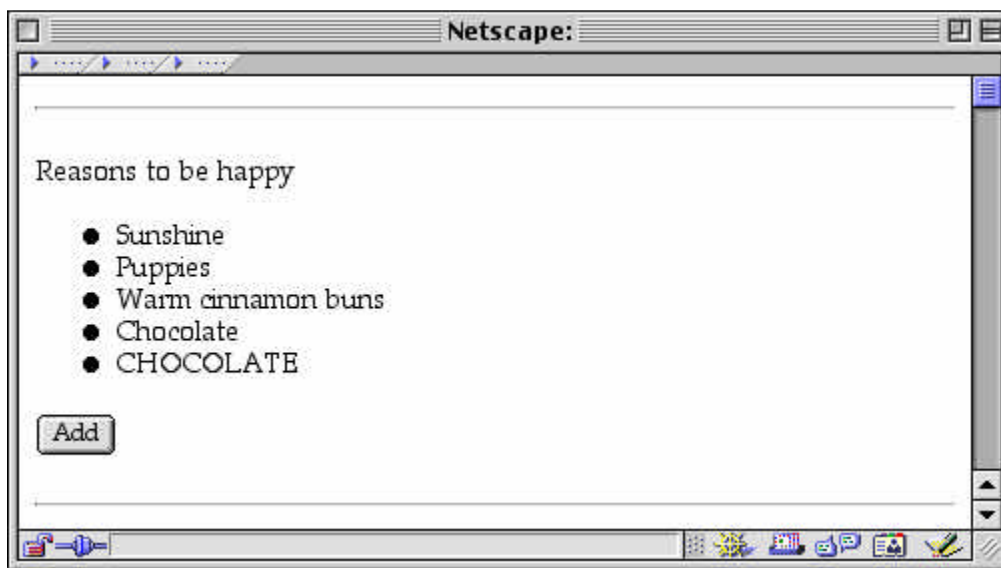 Netscape:
Reasons to be happy
Sunshine
Puppies
Warm cinnamon buns
Chocolate
CHOCOLATE
Add